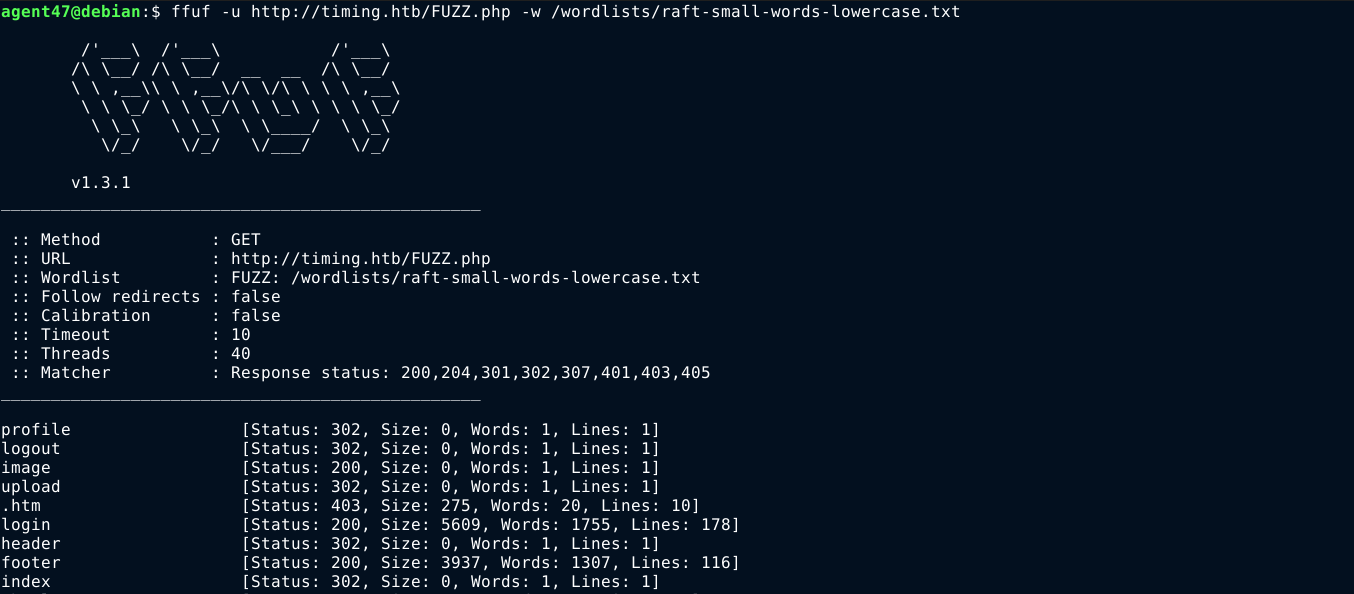 agent47@debian:$ ffuf -u http://timing.htb/FUZZ.php -w /wordlists/raft-small-words-lowercase.txt
        /'___\  /'___\           /'___\
       /\ \__/ /\ \__/  __  __  /\ \__/
       \ \ ,__\\ \ ,__\/\ \/\ \ \ \ ,__\
        \ \ \_/ \ \ \_/\ \ \_\ \ \ \ \_/
         \ \_\   \ \_\  \ \____/  \ \_\
          \/_/    \/_/   \/___/    \/_/
       v1.3.1
________________________________________________
 :: Method           : GET
 :: URL              : http://timing.htb/FUZZ.php
 :: Wordlist         : FUZZ: /wordlists/raft-small-words-lowercase.txt
 :: Follow redirects : false
 :: Calibration      : false
 :: Timeout          : 10
 :: Threads          : 40
 :: Matcher          : Response status: 200,204,301,302,307,401,403,405
________________________________________________
profile                 [Status: 302, Size: 0, Words: 1, Lines: 1]
logout                  [Status: 302, Size: 0, Words: 1, Lines: 1]
image                   [Status: 200, Size: 0, Words: 1, Lines: 1]
upload                  [Status: 302, Size: 0, Words: 1, Lines: 1]
.htm                    [Status: 403, Size: 275, Words: 20, Lines: 10]
login                   [Status: 200, Size: 5609, Words: 1755, Lines: 178]
header                  [Status: 302, Size: 0, Words: 1, Lines: 1]
footer                  [Status: 200, Size: 3937, Words: 1307, Lines: 116]
index                   [Status: 302, Size: 0, Words: 1, Lines: 1]